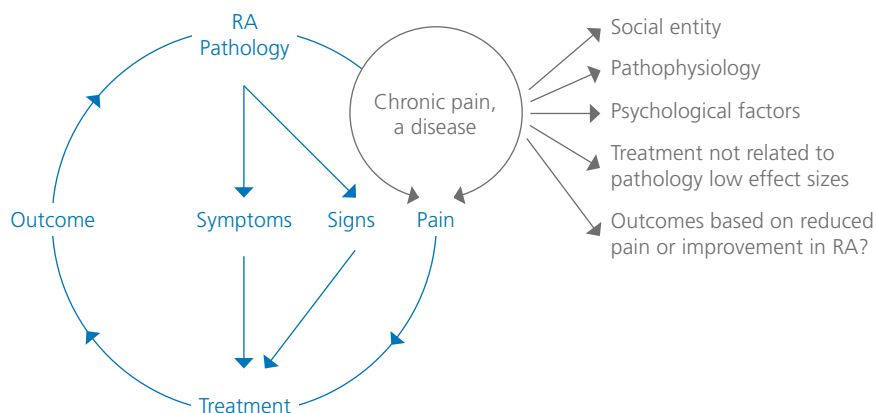 RA
Pathology
Chronic pain,
a disease
Social entity
Pathophysiology
Psychological factors
Treatment not related to
pathology low effect sizes
Outcomes based on reduced
pain or improvement in RA?
Outcome
Symptoms
Signs
Pain
Treatment